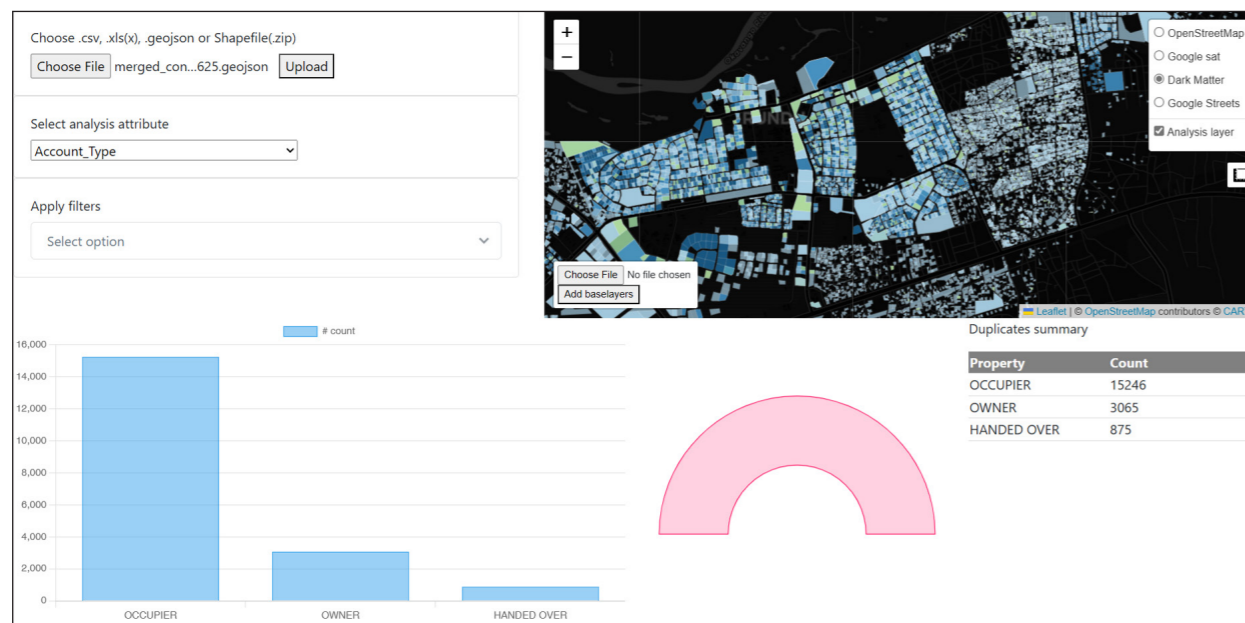 Choose .csv, .xls(x), .geojson or Shapefile(.zip)
Choose File merged_con...625.geojson Upload
Select analysis attribute
Account_Type
Apply filters
Select option
+
−
RUND
OpenStreetMap
Google sat
Dark Matter
Google Streets
Analysis layer
Choose File No file chosen
Add baselayers
Leaflet | © OpenStreetMap contributors © CAR
# count
16,000
14,000
12,000
10,000
8,000
6,000
4,000
2,000
0
OCCUPIER OWNER HANDED OVER
Duplicates summary
Property Count
OCCUPIER 15246
OWNER 3065
HANDED OVER 875